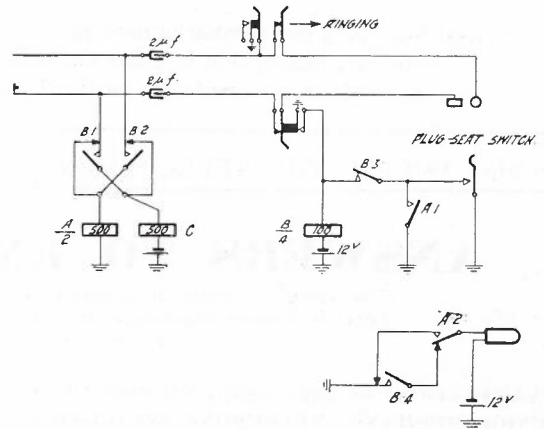 RINGING
2μf
2μf
B1
B2
PLUG-SEAT SWITCH.
B3
A/2
500
500
C
B/4
100
12V
A1
A2
B4
12V